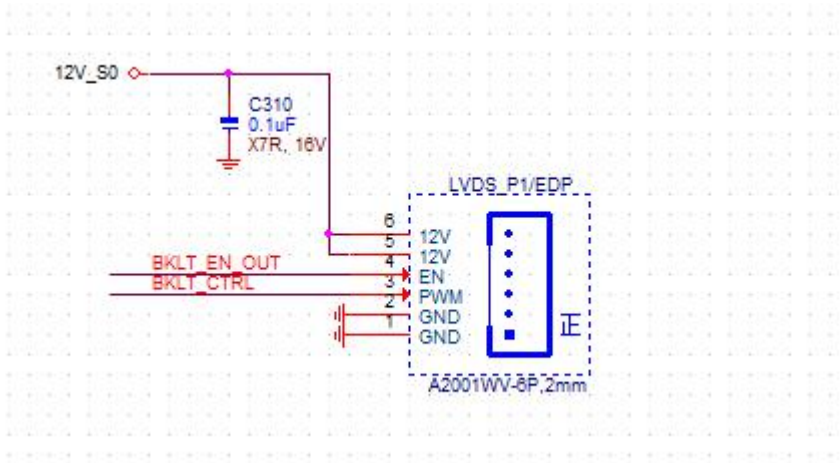 12V_S0
C310
0.1uF
X7R, 16V
LVDS_P1/EDP
6
12V
5
12V
BKLT_EN_OUT
4
EN
BKLT_CTRL
3
PWM
2
GND
1
GND
正
A2001WV-6P,2mm